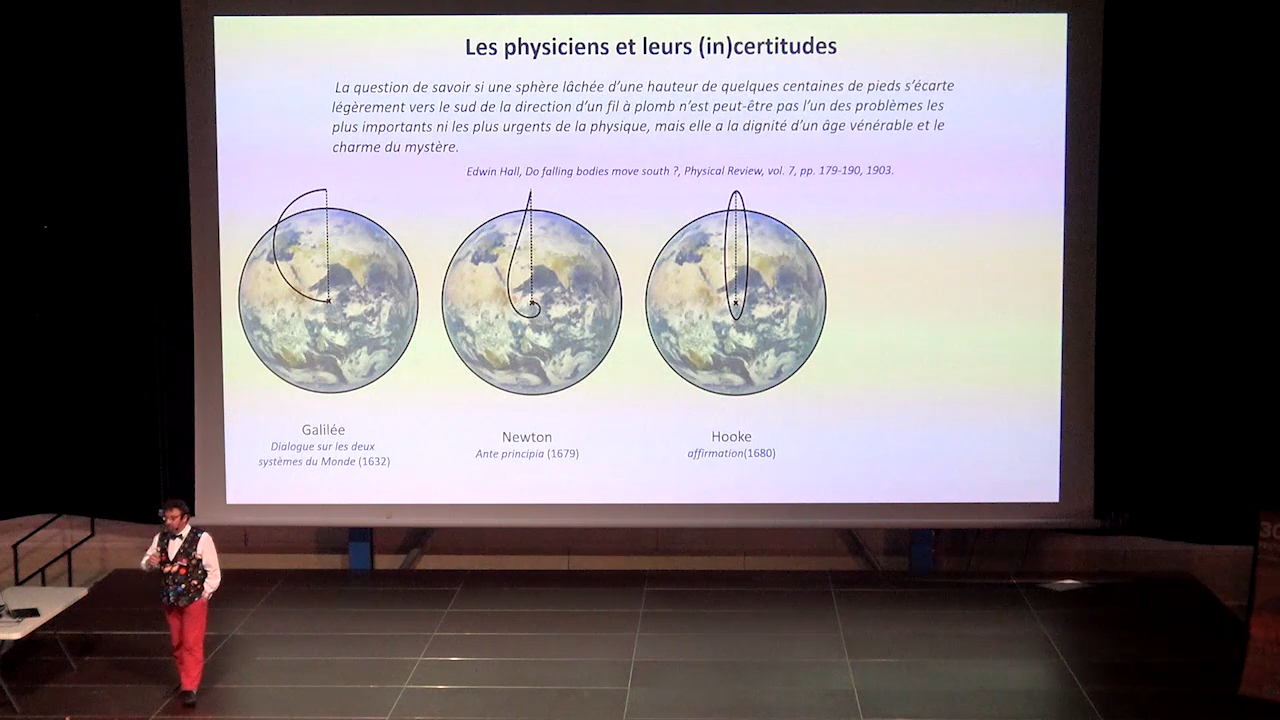 Les physiciens et leurs (in)certitudes
La question de savoir si une sphère lâchée d'une hauteur de quelques centaines de pieds s'écarte
légèrement vers le sud de la direction d'un fil à plomb n'est peut-être pas l'un des problèmes les
plus importants ni les plus urgents de la physique, mais elle a la dignité d'un âge vénérable et le
charme du mystère.
Edwin Hall, Do falling bodies move south ?, Physical Review, vol. 7, pp. 179-190, 1903.
Galilée
Dialogue sur les deux
systèmes du Monde (1632)
Newton
Ante principia (1679)
Hooke
affirmation(1680)